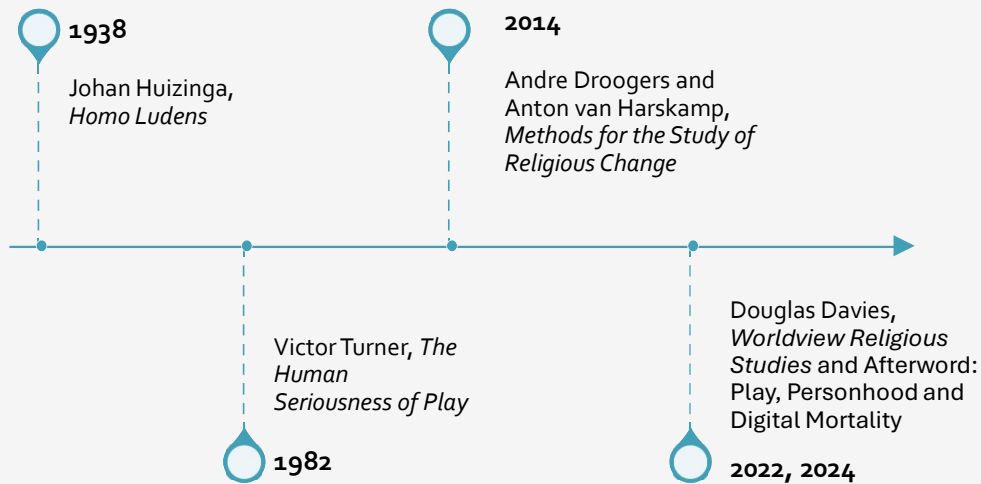 1938
Johan Huizinga,
Homo Ludens
Victor Turner, The
Human
Seriousness of Play
1982
2014
Andre Droogers and
Anton van Harskamp,
Methods for the Study of
Religious Change
Douglas Davies,
Worldview Religious
Studies and Afterword:
Play, Personhood and
Digital Mortality
2022, 2024